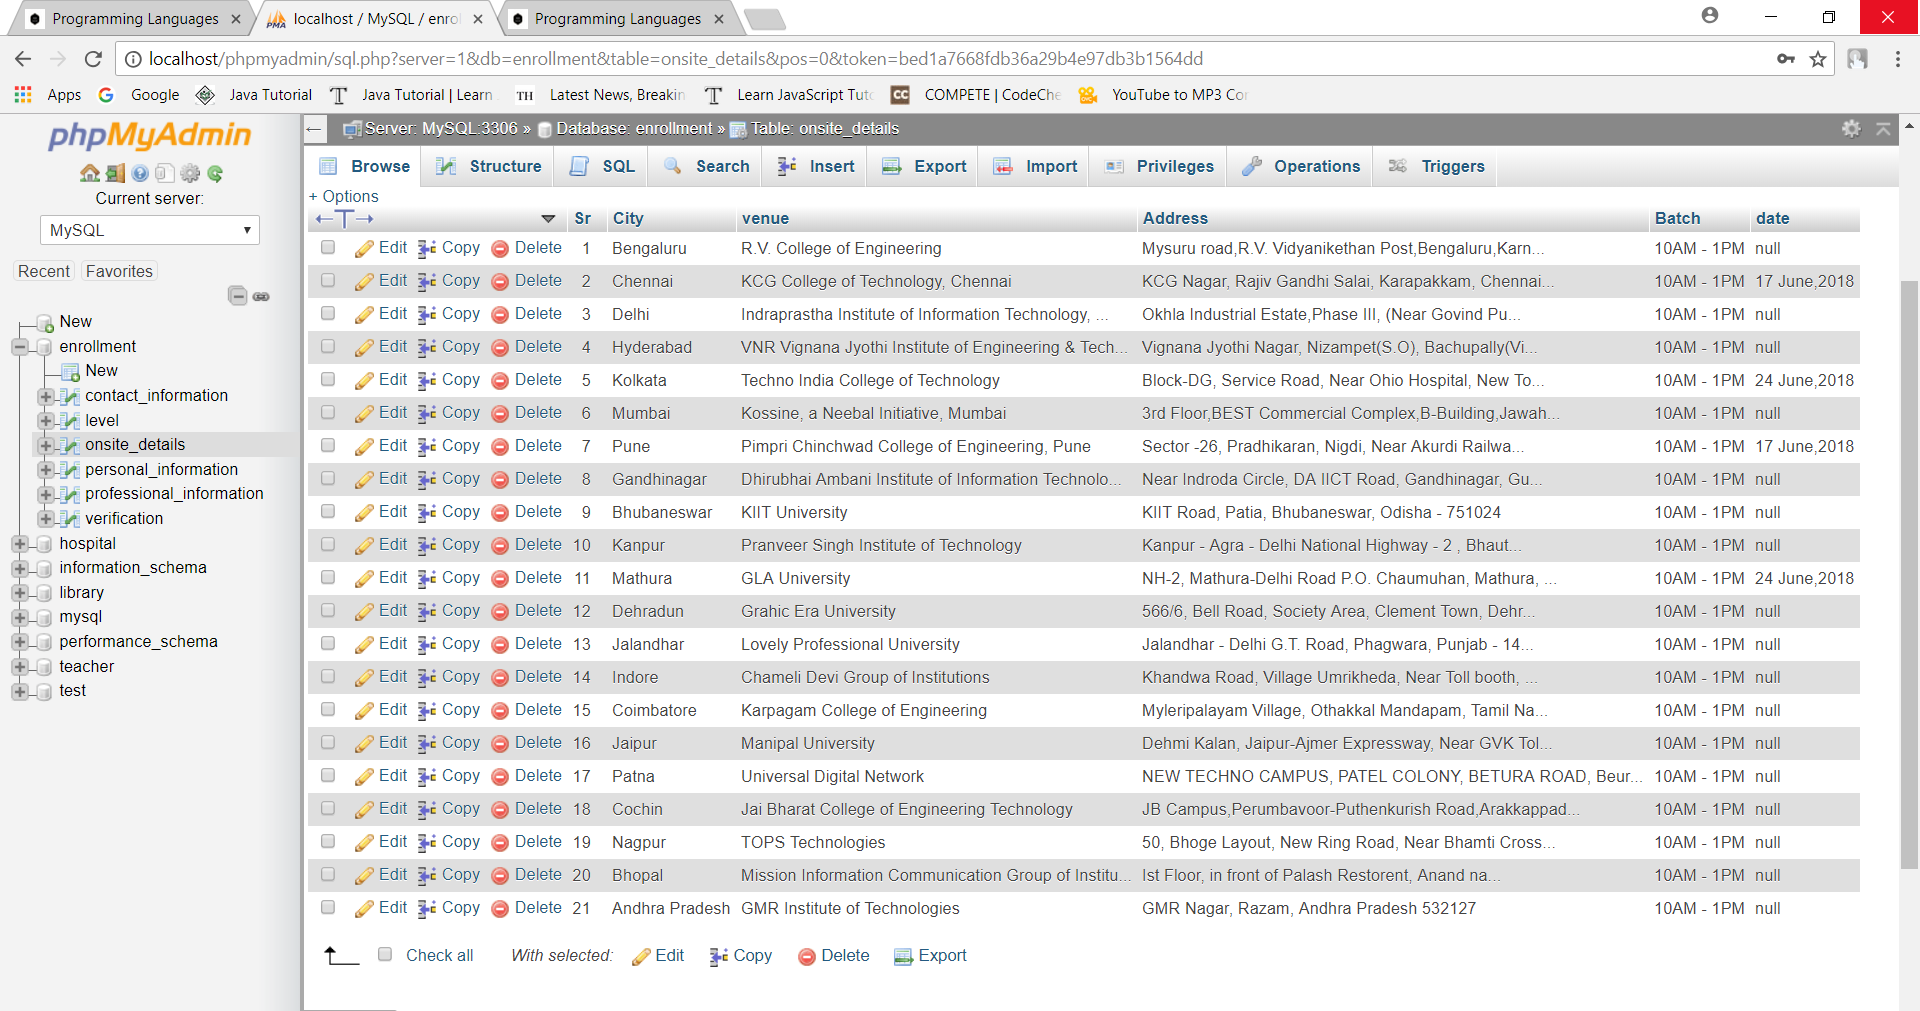 Programming Languages
localhost / MySQL / enro
Programming Languages
localhost/phpmyadmin/sql.php?server=1&db=enrollment&table=onsite_details&pos=0&token=bed1a7668fdb36a29b4e97db3b1564dd
Apps Google Java Tutorial Java Tutorial | Learn TH Latest News, Breakin Learn JavaScript Tuto CC COMPETE | CodeChe YouTube to MP3 Con
phpMyAdmin
Current server:
MySQL
Recent Favorites
New
enrollment
New
contact_information
level
onsite_details
personal_information
professional_information
verification
hospital
information_schema
library
mysql
performance_schema
teacher
test
Server: MySQL:3306 » Database: enrollment » Table: onsite_details
Browse Structure SQL Search Insert Export Import Privileges Operations Triggers
+ Options
Sr City venue Address Batch date
Edit Copy Delete 1 Bengaluru R.V. College of Engineering Mysuru road,R.V. Vidyanikethan Post,Bengaluru,Karn... 10AM - 1PM null
Edit Copy Delete 2 Chennai KCG College of Technology, Chennai KCG Nagar, Rajiv Gandhi Salai, Karapakkam, Chennai... 10AM - 1PM 17 June,2018
Edit Copy Delete 3 Delhi Indraprastha Institute of Information Technology, ... Okhla Industrial Estate,Phase III, (Near Govind Pu... 10AM - 1PM null
Edit Copy Delete 4 Hyderabad VNR Vignana Jyothi Institute of Engineering & Tech... Vignana Jyothi Nagar, Nizampet(S.O), Bachupally(Vi... 10AM - 1PM null
Edit Copy Delete 5 Kolkata Techno India College of Technology Block-DG, Service Road, Near Ohio Hospital, New To... 10AM - 1PM 24 June,2018
Edit Copy Delete 6 Mumbai Kossine, a Neebal Initiative, Mumbai 3rd Floor,BEST Commercial Complex,B-Building,Jawah... 10AM - 1PM null
Edit Copy Delete 7 Pune Pimpri Chinchwad College of Engineering, Pune Sector -26, Pradhikaran, Nigdi, Near Akurdi Railwa... 10AM - 1PM 17 June,2018
Edit Copy Delete 8 Gandhinagar Dhirubhai Ambani Institute of Information Technolo... Near Indroda Circle, DA IICT Road, Gandhinagar, Gu... 10AM - 1PM null
Edit Copy Delete 9 Bhubaneswar KIIT University KIIT Road, Patia, Bhubaneswar, Odisha - 751024 10AM - 1PM null
Edit Copy Delete 10 Kanpur Pranveer Singh Institute of Technology Kanpur - Agra - Delhi National Highway - 2 , Bhaut... 10AM - 1PM null
Edit Copy Delete 11 Mathura GLA University NH-2, Mathura-Delhi Road P.O. Chaumuhan, Mathura, ... 10AM - 1PM 24 June,2018
Edit Copy Delete 12 Dehradun Grahic Era University 566/6, Bell Road, Society Area, Clement Town, Dehr... 10AM - 1PM null
Edit Copy Delete 13 Jalandhar Lovely Professional University Jalandhar - Delhi G.T. Road, Phagwara, Punjab - 14... 10AM - 1PM null
Edit Copy Delete 14 Indore Chameli Devi Group of Institutions Khandwa Road, Village Umrikheda, Near Toll booth, ... 10AM - 1PM null
Edit Copy Delete 15 Coimbatore Karpagam College of Engineering Myleripalayam Village, Othakkal Mandapam, Tamil Na... 10AM - 1PM null
Edit Copy Delete 16 Jaipur Manipal University Dehmi Kalan, Jaipur-Ajmer Expressway, Near GVK Tol... 10AM - 1PM null
Edit Copy Delete 17 Patna Universal Digital Network NEW TECHNO CAMPUS, PATEL COLONY, BETURA ROAD, Beur... 10AM - 1PM null
Edit Copy Delete 18 Cochin Jai Bharat College of Engineering Technology JB Campus,Perumbavoor-Puthenkurish Road,Arakkappad... 10AM - 1PM null
Edit Copy Delete 19 Nagpur TOPS Technologies 50, Bhoge Layout, New Ring Road, Near Bhamti Cross... 10AM - 1PM null
Edit Copy Delete 20 Bhopal Mission Information Communication Group of Institu... Ist Floor, in front of Palash Restorent, Anand na... 10AM - 1PM null
Edit Copy Delete 21 Andhra Pradesh GMR Institute of Technologies GMR Nagar, Razam, Andhra Pradesh 532127 10AM - 1PM null
Check all With selected: Edit Copy Delete Export